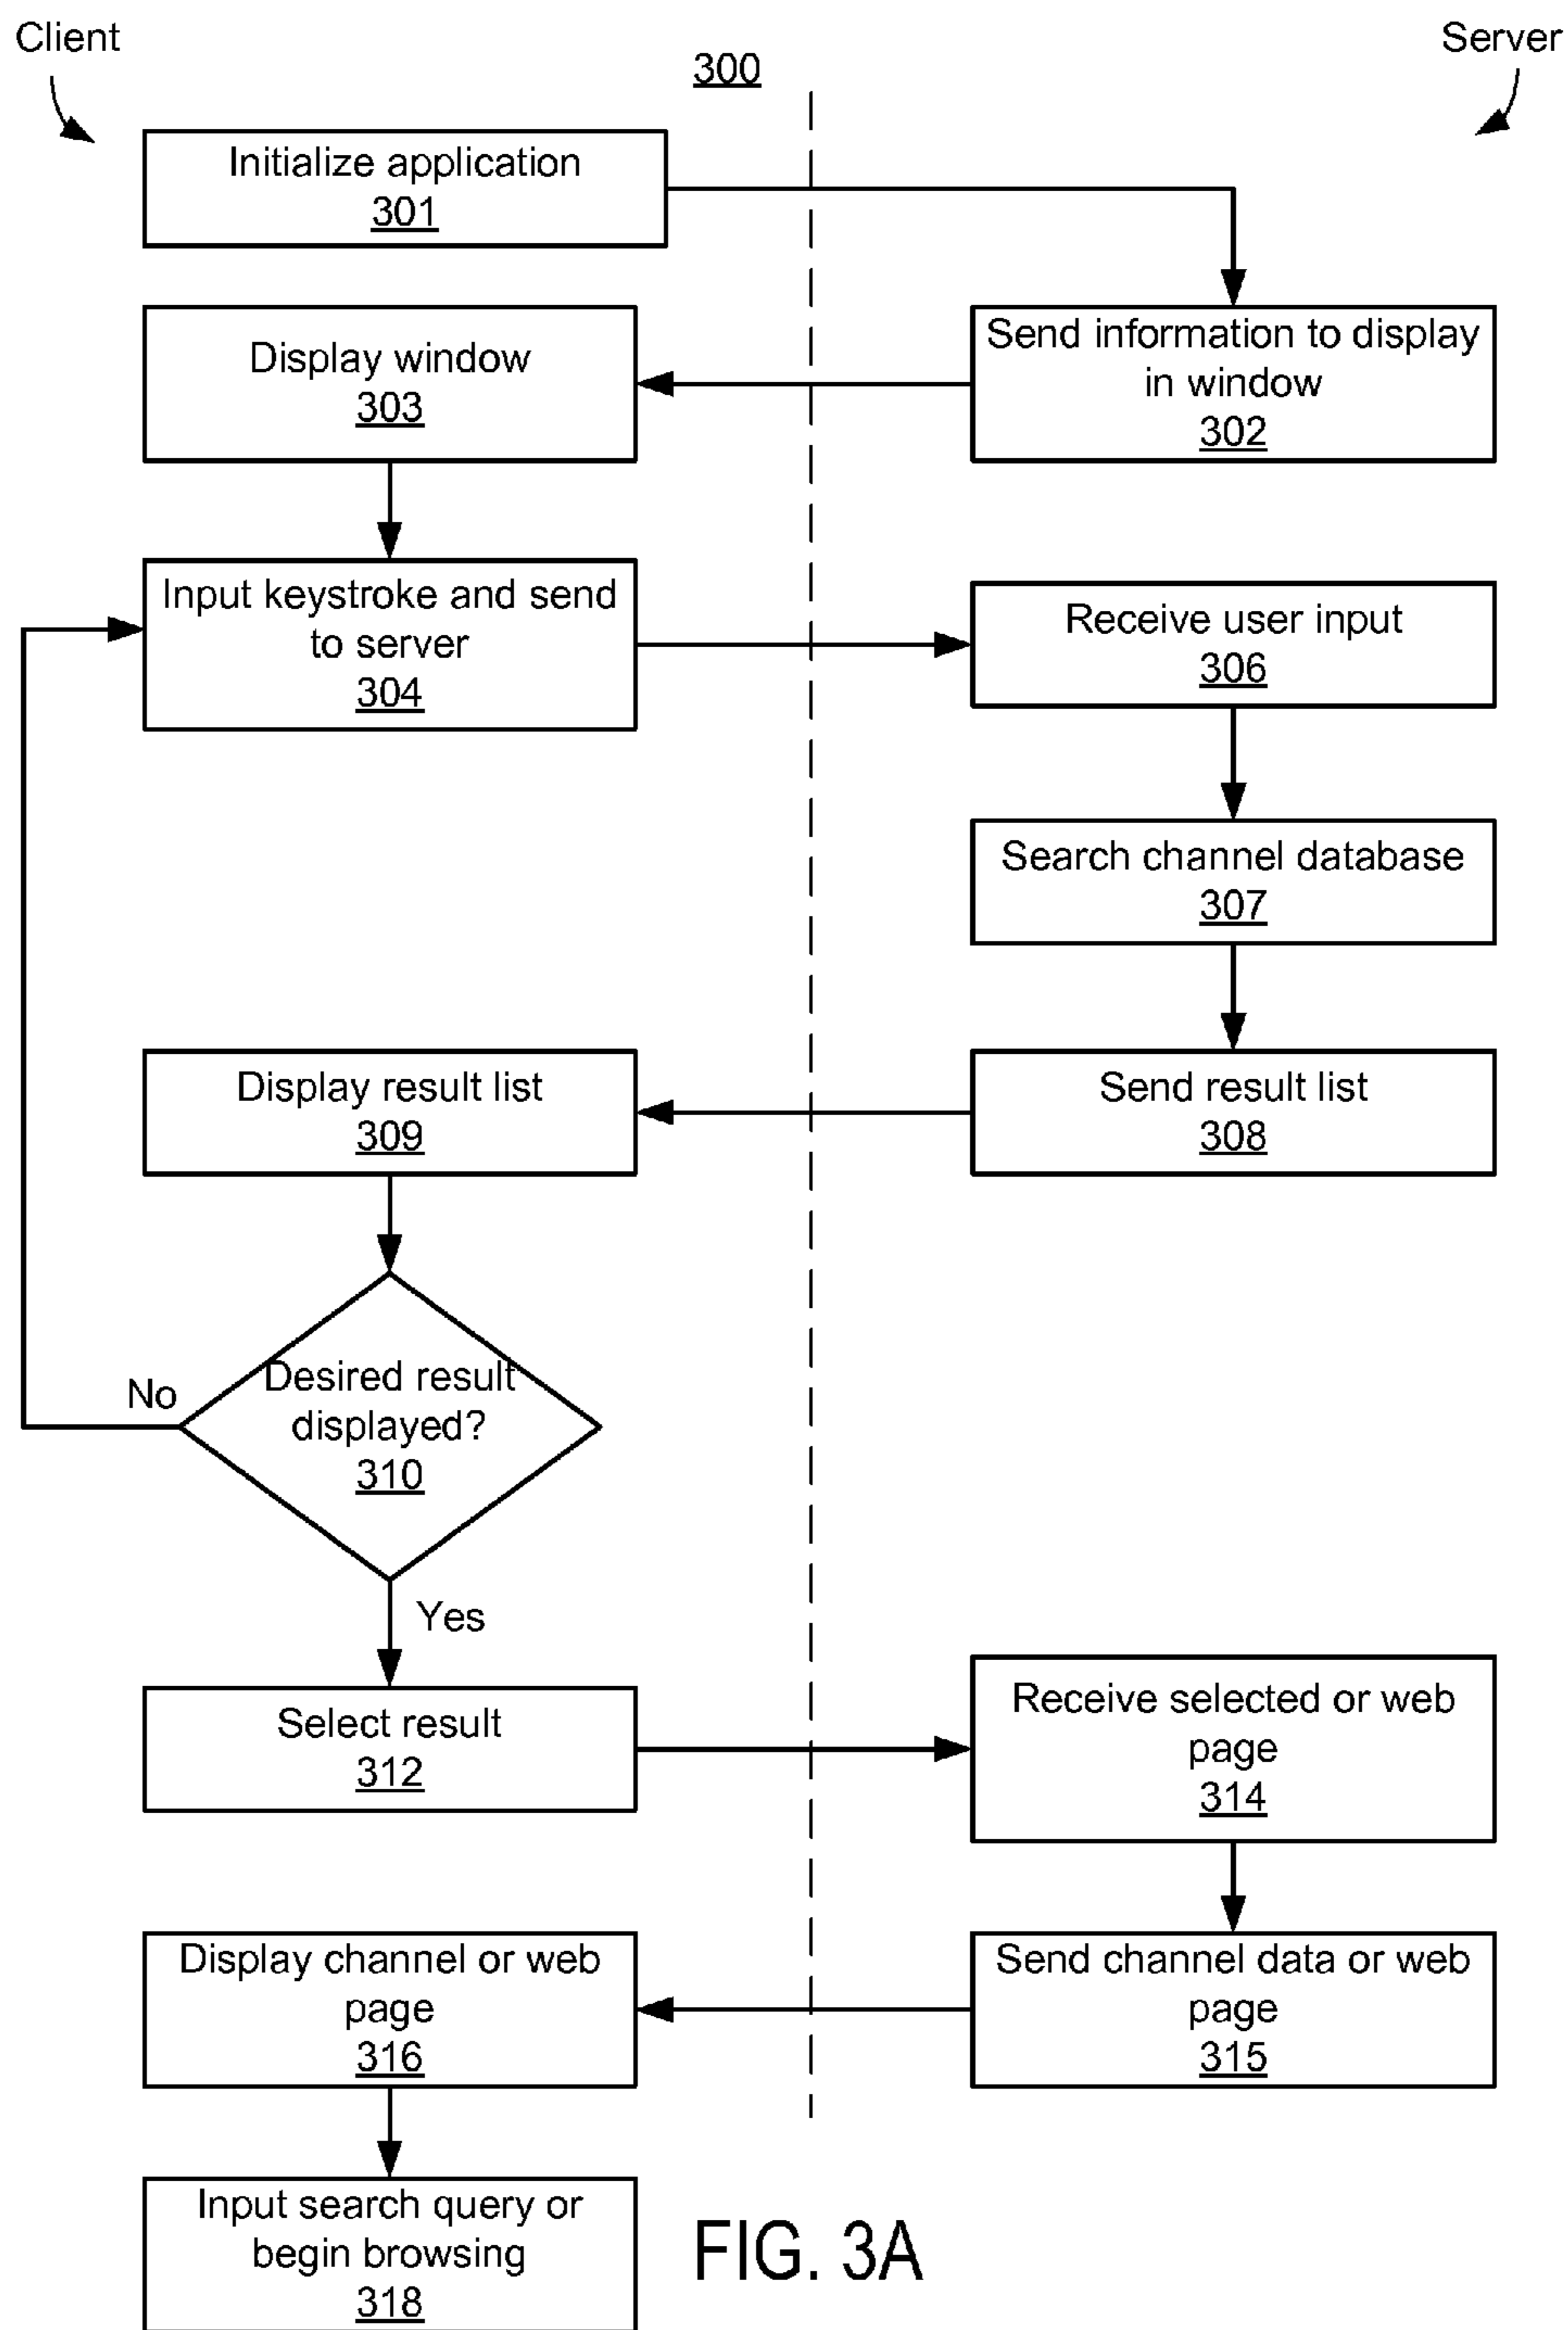 Client
Server
300
Initialize application
301
Send information to display
in window
302
Display window
303
Input keystroke and send
to server
304
Receive user input
306
Search channel database
307
Send result list
308
Display result list
309
Desired result
displayed?
310
No
Yes
Select result
312
Receive selected or web
page
314
Send channel data or web
page
315
Display channel or web
page
316
Input search query or
begin browsing
318
FIG. 3A